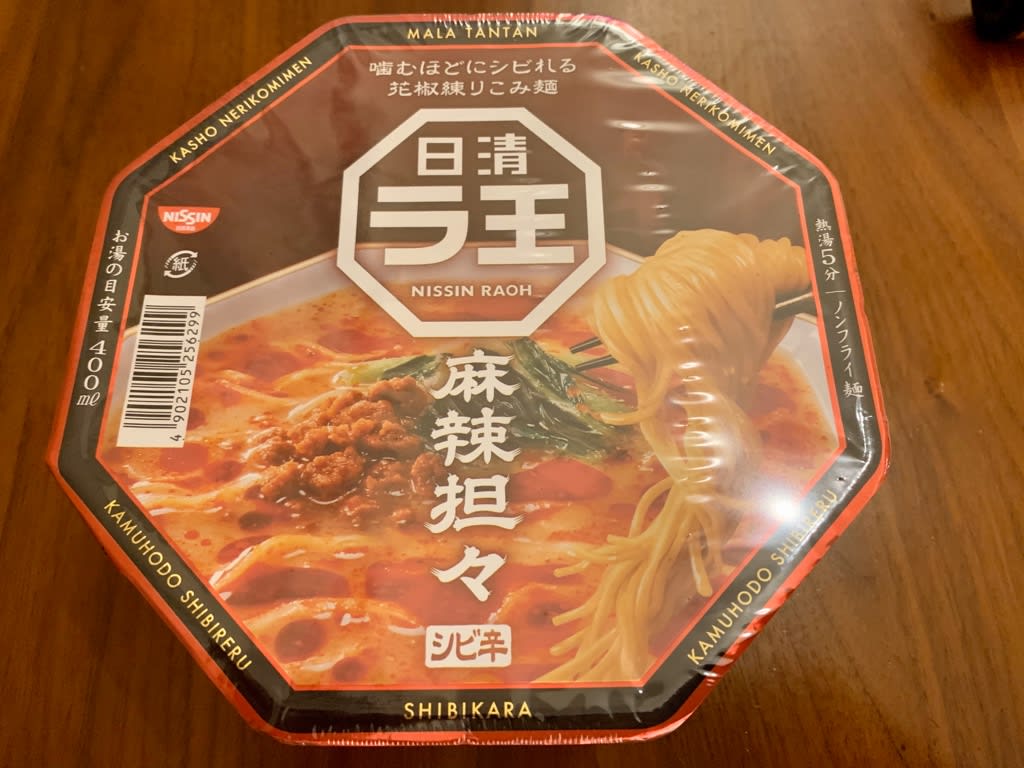 MALA TANTAN
KASHO NERIKOMIMEN
KASHO NERIKOMIMEN
噛むほどにシビれる
花椒練りこみ麺
日清
ラ王
NISSIN RAOH
NISSIN
紙
お湯の目安量 400ml
熱湯5分 ノンフライ麺
4 902105 256299
麻辣担々
シビ辛
KAMUHODO SHIBIRERU
KAMUHODO SHIBIRERU
SHIBIKARA